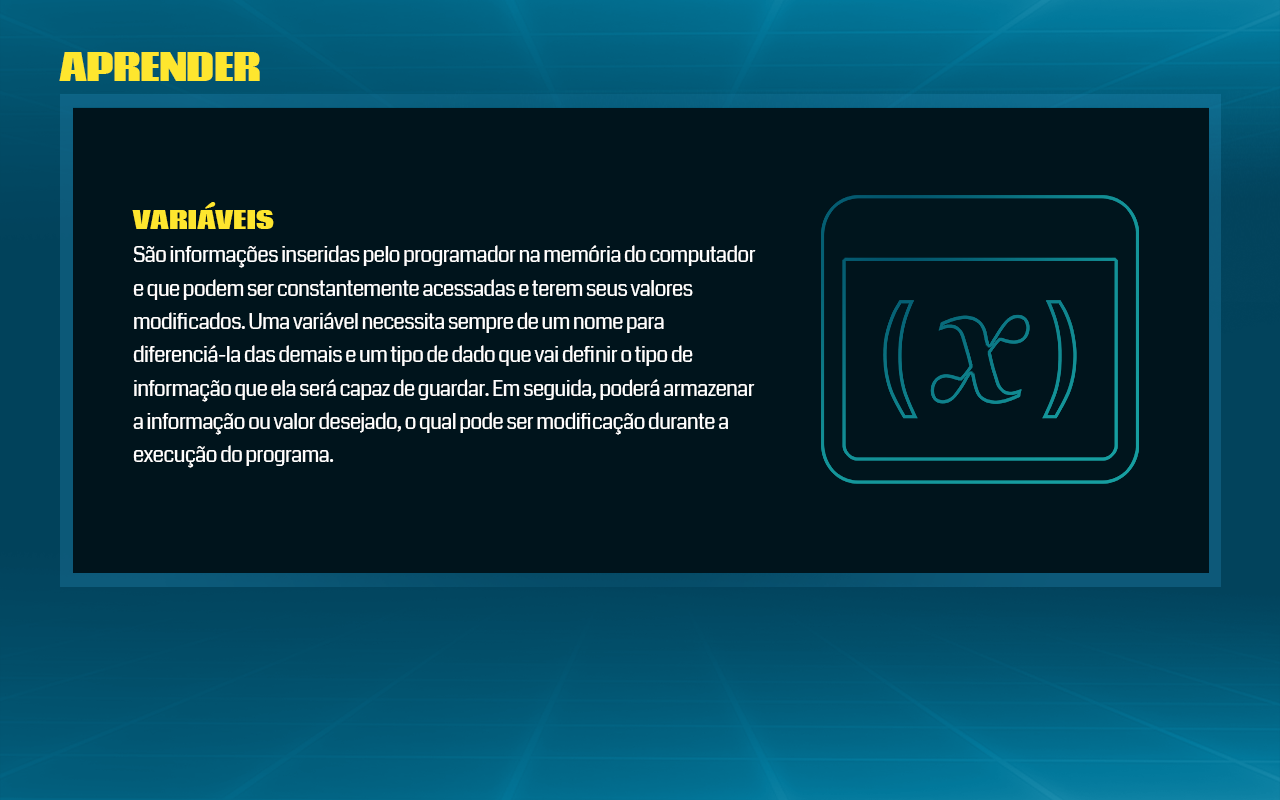 APRENDER
VARIÁVEIS
São informações inseridas pelo programador na memória do computador
e que podem ser constantemente acessadas e terem seus valores
modificados. Uma variável necessita sempre de um nome para
diferenciá-la das demais e um tipo de dado que vai definir o tipo de
informação que ela será capaz de guardar. Em seguida, poderá armazenar
a informação ou valor desejado, o qual pode ser modificação durante a
execução do programa.
(x)